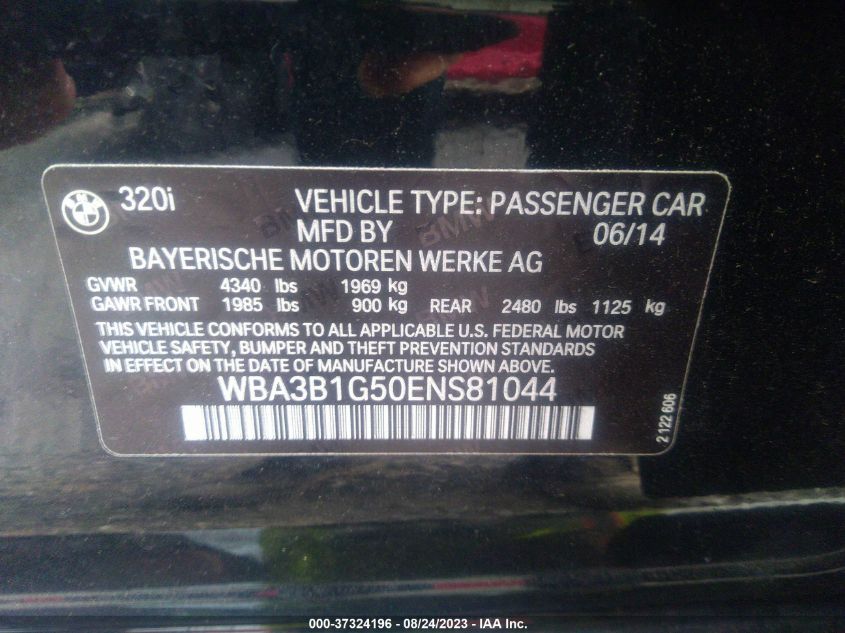 320i VEHICLE TYPE: PASSENGER CAR
MFD BY 06/14
BAYERISCHE MOTOREN WERKE AG
GVWR 4340 lbs 1969 kg
GAWR FRONT 1985 lbs 900 kg REAR 2480 lbs 1125 kg
THIS VEHICLE CONFORMS TO ALL APPLICABLE U.S. FEDERAL MOTOR
VEHICLE SAFETY, BUMPER AND THEFT PREVENTION STANDARDS
IN EFFECT ON THE DATE OF MANUFACTURE SHOWN ABOVE.
WBA3B1G50ENS81044
2 122 606
000-37324196 - 08/24/2023 - IAA Inc.